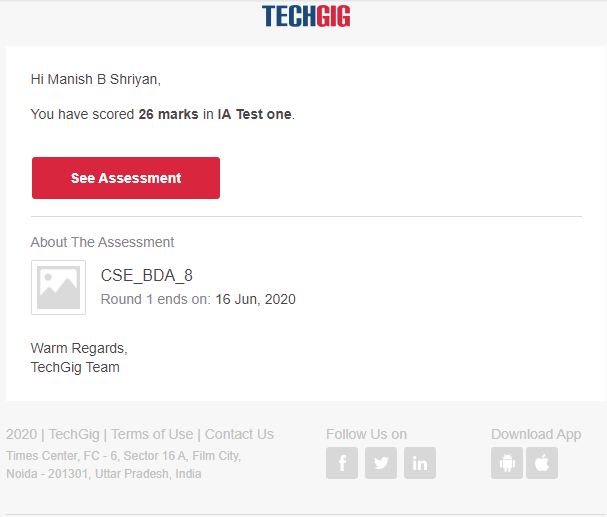 TECHGIG
Hi Manish B Shriyan,
You have scored 26 marks in IA Test one.
See Assessment
About The Assessment
CSE_BDA_8
Round 1 ends on: 16 Jun, 2020
Warm Regards,
TechGig Team
2020 | TechGig | Terms of Use | Contact Us
Times Center, FC - 6, Sector 16 A, Film City,
Noida - 201301, Uttar Pradesh, India
Follow Us on
f
in
Download App